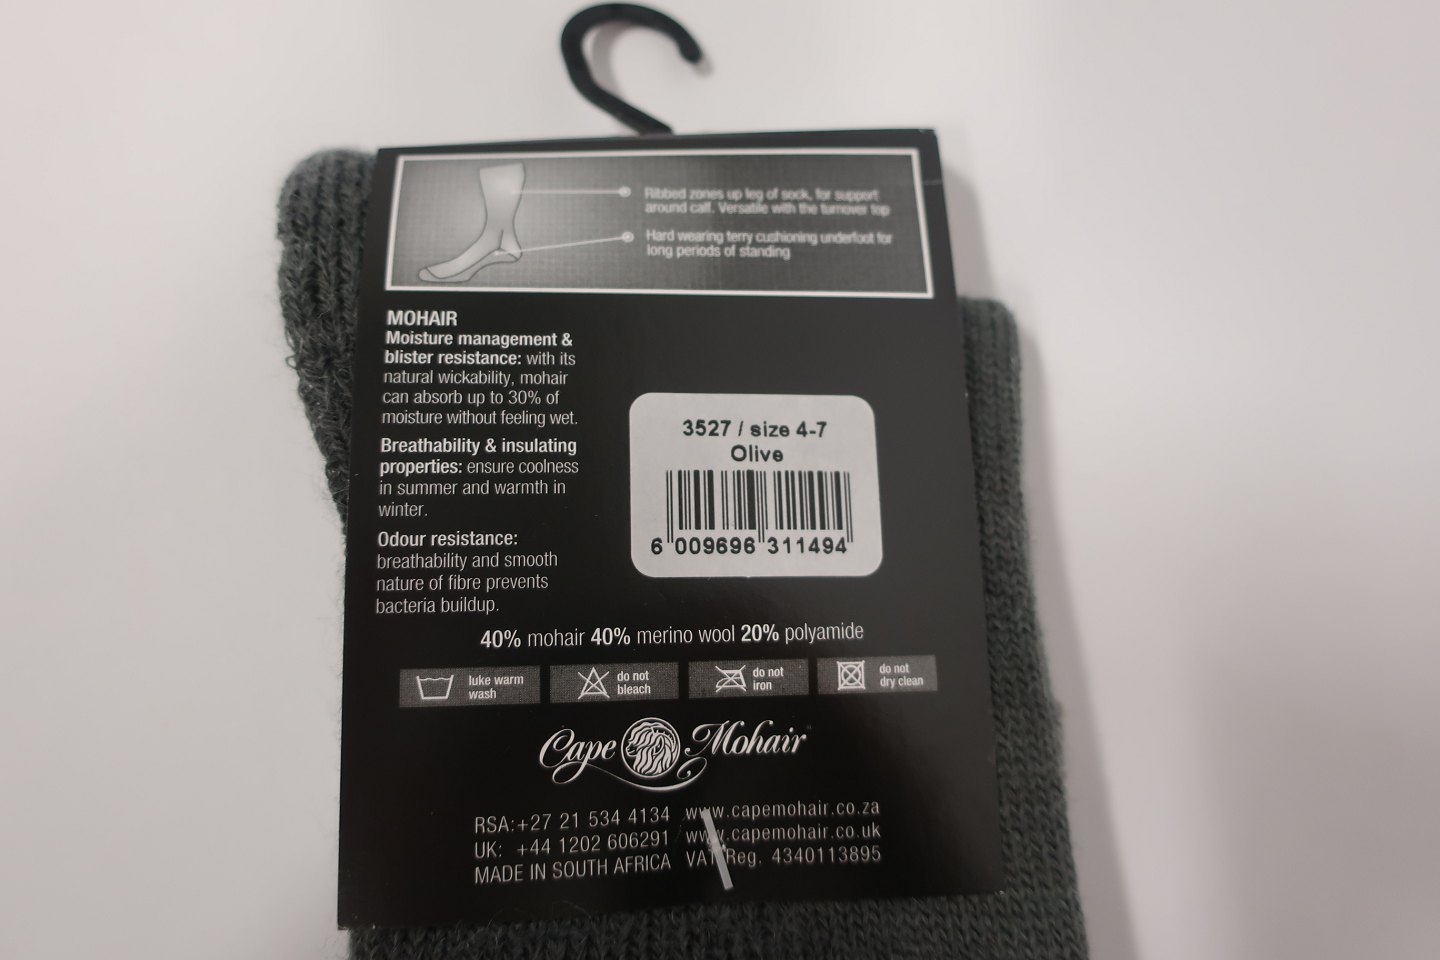 Ribbed zones up leg of sock, for support
around calf. Versatile with the turnover top
Hard wearing terry cushioning underfoot for
long periods of standing
MOHAIR
Moisture management &
blister resistance: with its
natural wickability, mohair
can absorb up to 30% of
moisture without feeling wet.
Breathability & insulating
properties: ensure coolness
in summer and warmth in
winter.
Odour resistance:
breathability and smooth
nature of fibre prevents
bacteria buildup.
3527 / size 4-7
Olive
6 009696 311494
40% mohair 40% merino wool 20% polyamide
luke warm
wash
do not
bleach
do not
iron
do not
dry clean
Cape Mohair
RSA:+27 21 534 4134 www.capemohair.co.za
UK: +44 1202 606291 www.capemohair.co.uk
MADE IN SOUTH AFRICA VAT Reg. 4340113895